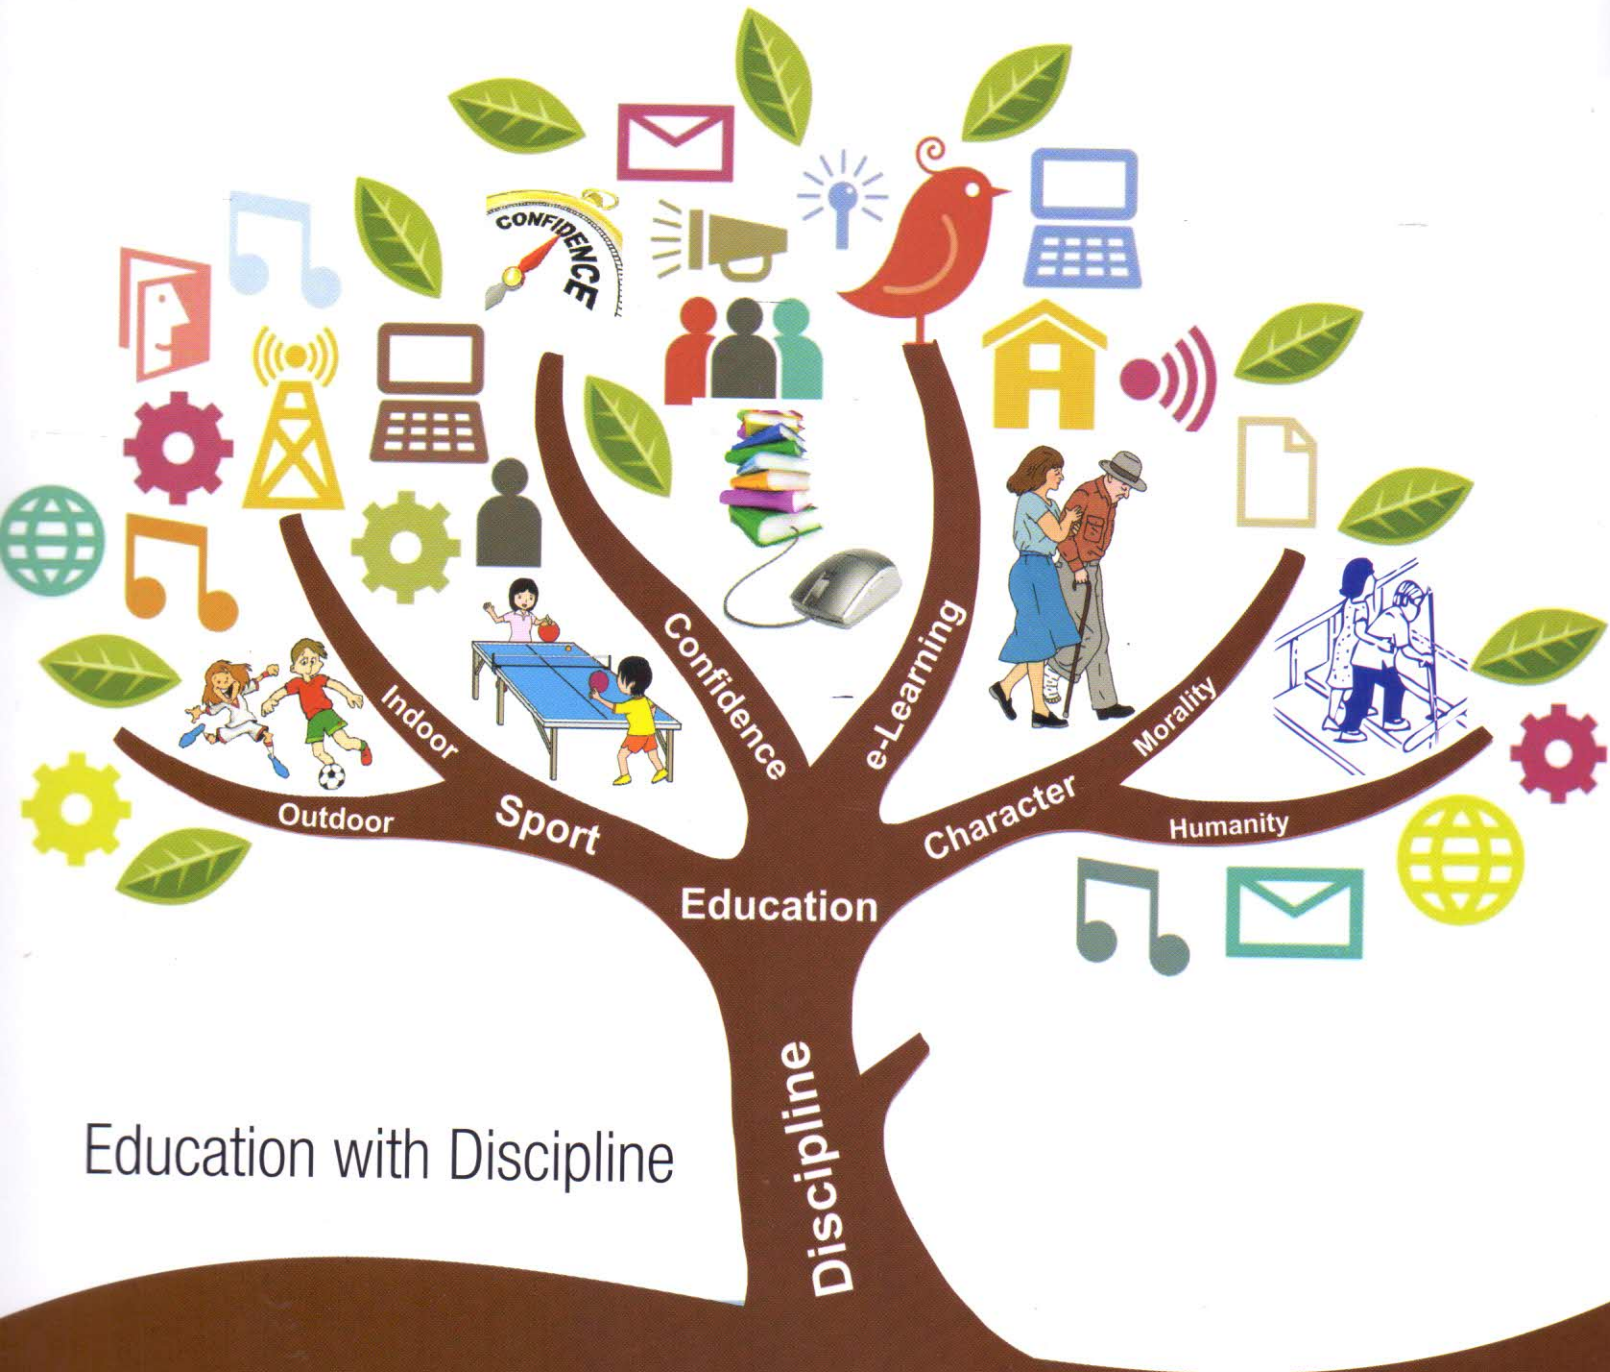 CONFIDENCE
Confidence
e-Learning
Indoor
Morality
Outdoor
Sport
Character
Humanity
Education
Discipline
Education with Discipline